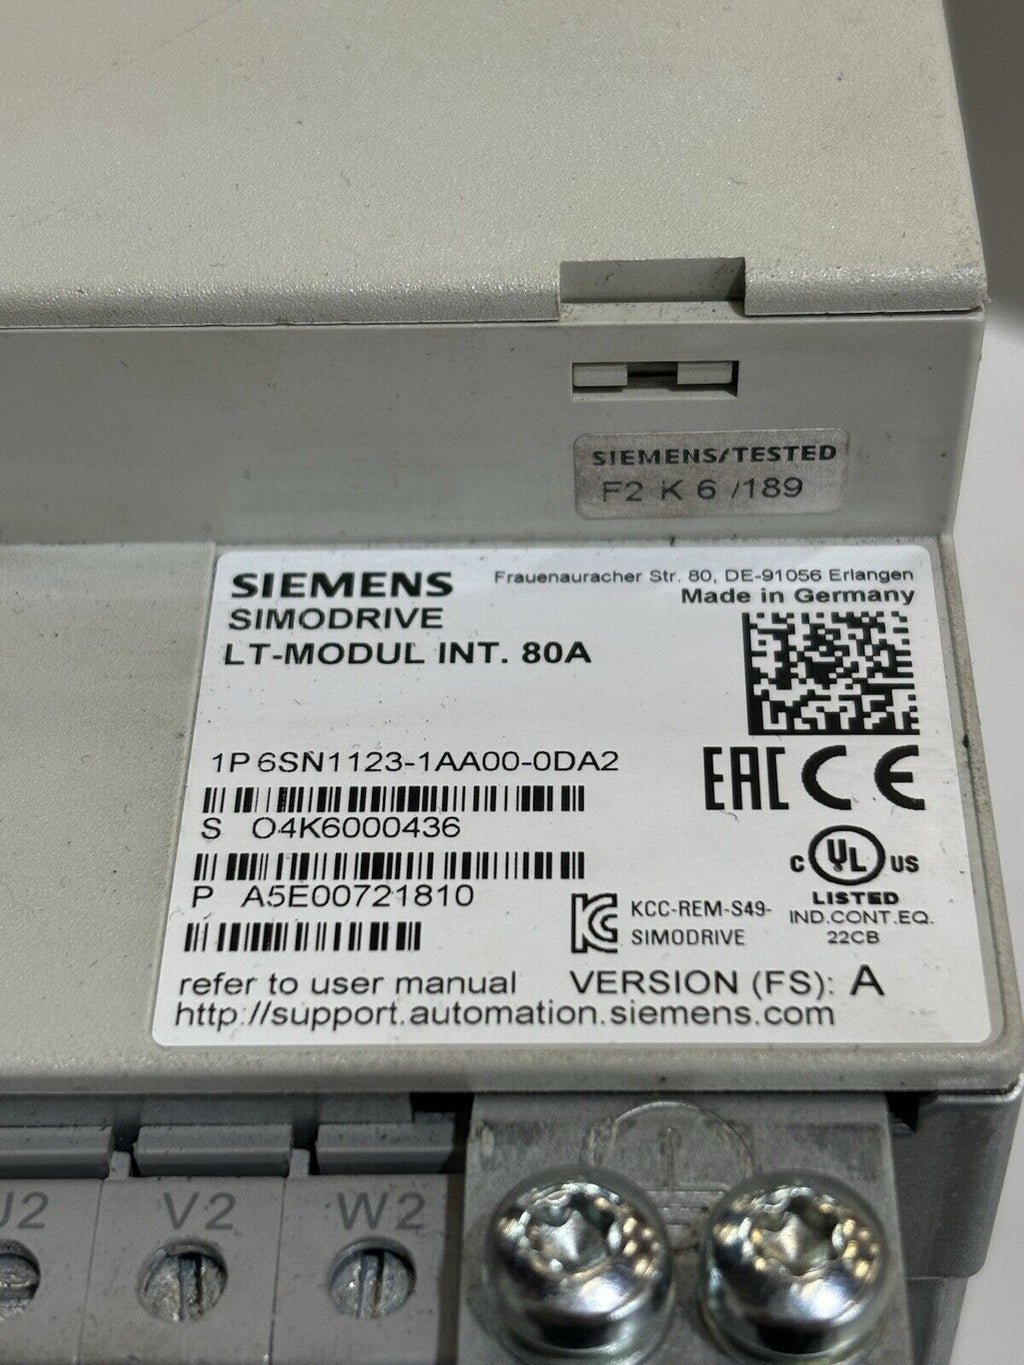 SIEMENS/TESTED
F2 K 6 /189
SIEMENS Frauenauracher Str. 80, DE-91056 Erlangen
SIMODRIVE Made in Germany
LT-MODUL INT. 80A
1P 6SN1123-1AA00-0DA2
EAC CE
S O4K6000436
C UL US
LISTED
IND.CONT.EQ.
22CB
P A5E00721810
KC KCC-REM-S49-
SIMODRIVE
refer to user manual VERSION (FS): A
http://support.automation.siemens.com
U2 V2 W2